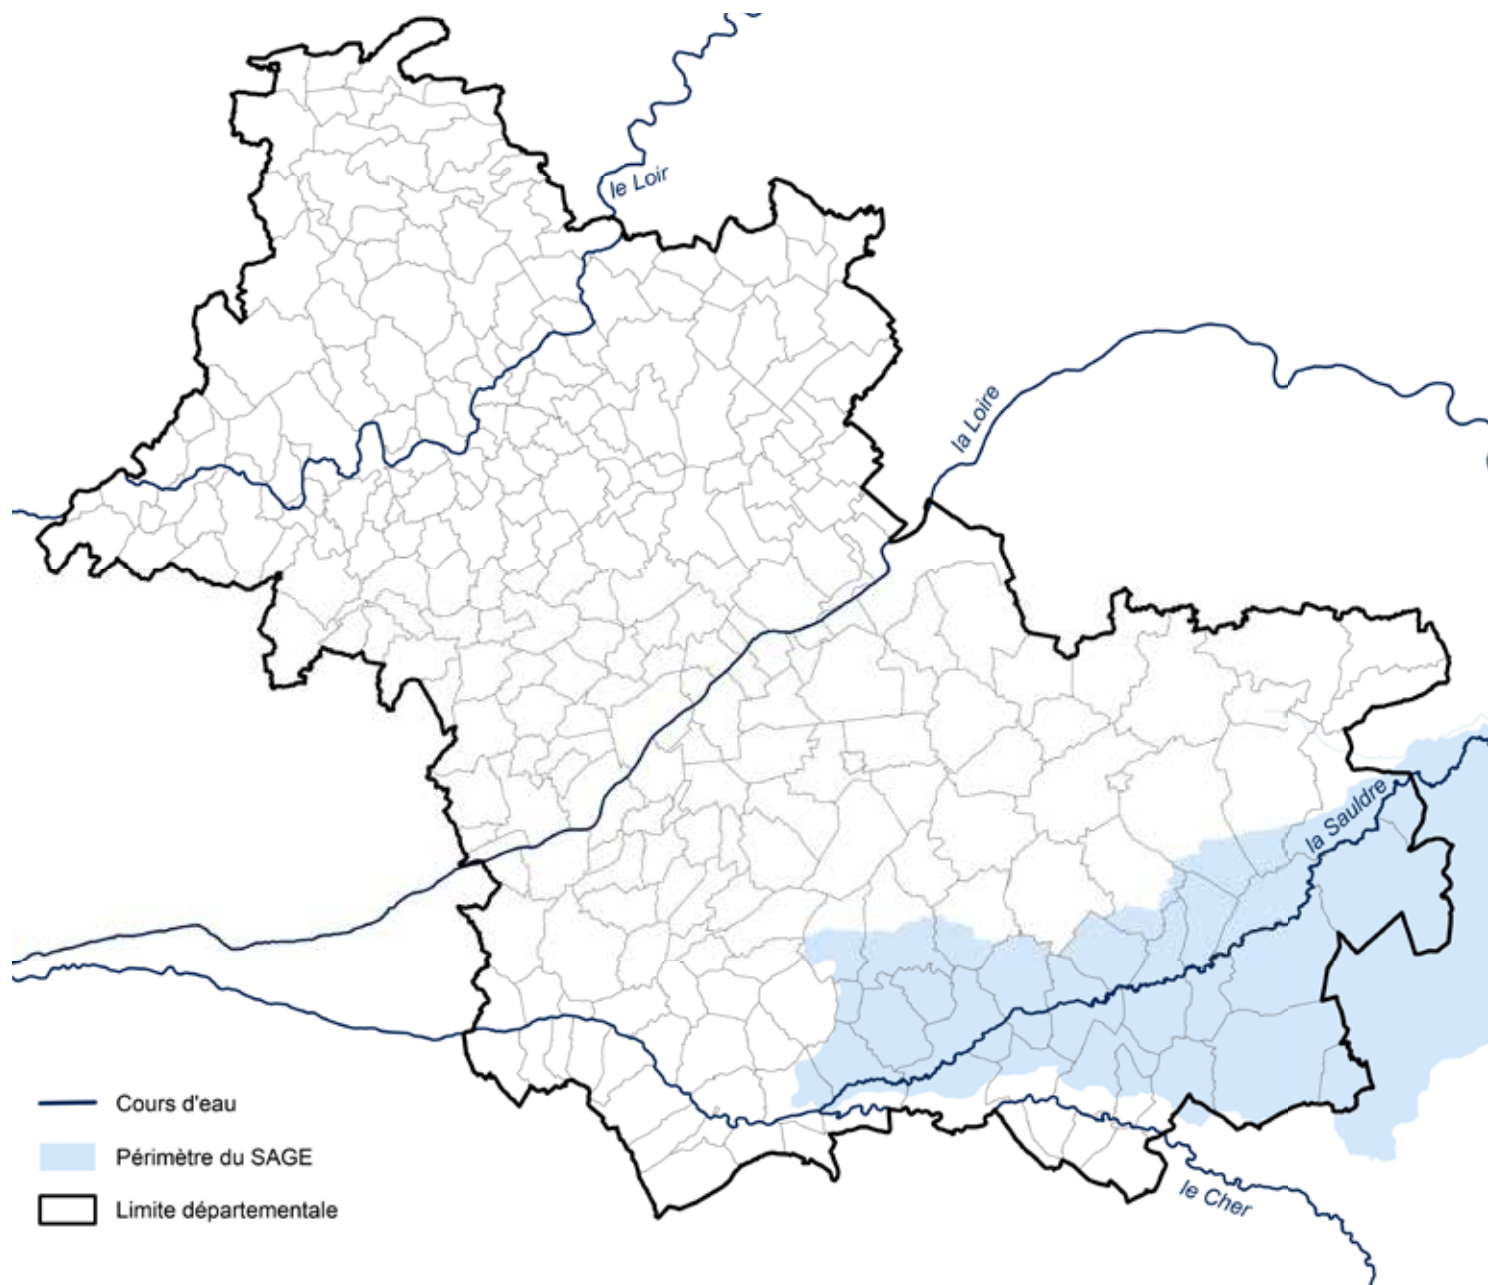 le Loir
la Loire
la Sauldre
le Cher
Cours d'eau
Périmètre du SAGE
Limite départementale